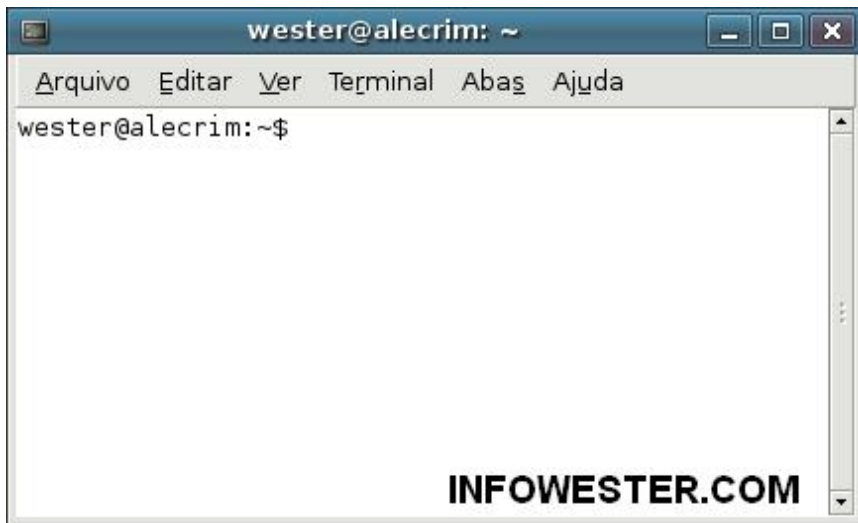 wester@alecrim: ~
Arquivo Editar Ver Terminal Abas Ajuda
wester@alecrim:~$
INFOWESTER.COM